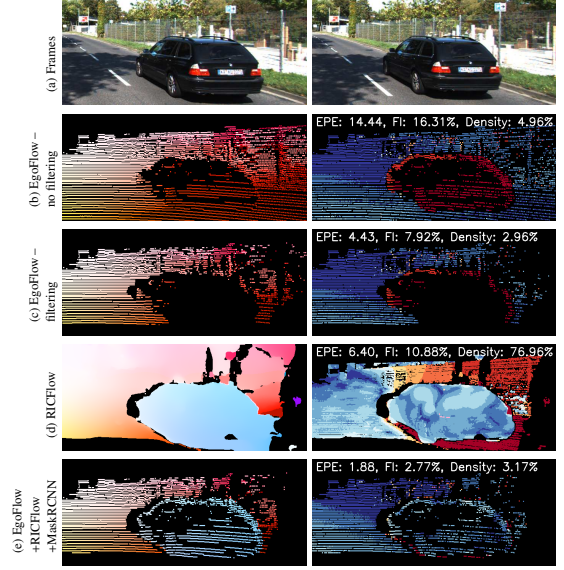 (a) Frames
(b) EgoFlow –
no filtering
EPE: 14.44, Fl: 16.31%, Density: 4.96%
(c) EgoFlow –
filtering
EPE: 4.43, Fl: 7.92%, Density: 2.96%
(d) RICFlow
EPE: 6.40, Fl: 10.88%, Density: 76.96%
(e) EgoFlow
+RICFlow
+MaskRCNN
EPE: 1.88, Fl: 2.77%, Density: 3.17%